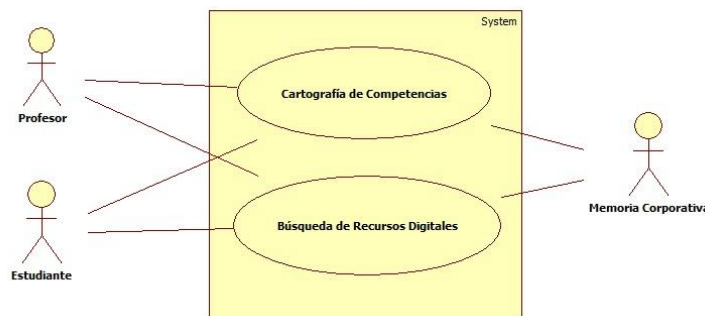 System
Cartografía de Competencias
Profesor
Memoria Corporativa
Búsqueda de Recursos Digitales
Estudiante